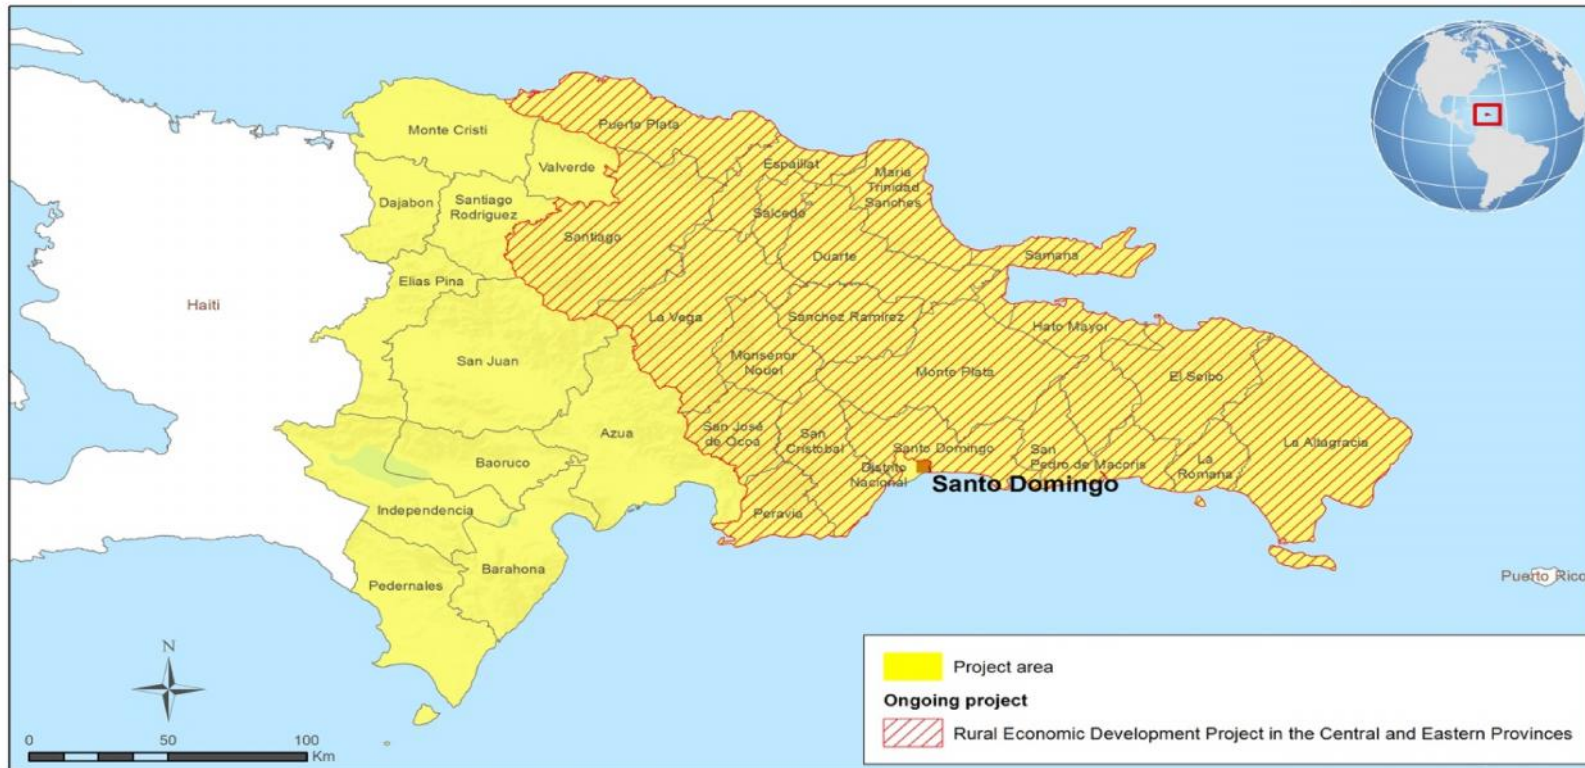 Monte Cristi
Puerto Plata
Valverde
Espaillat
Maria
Trinidad
Sanches
Dajabon
Santiago
Rodriguez
Salcedo
Santiago
Duarte
Samana
Elias Pina
Haiti
La Vega
Sanchez Ramirez
Hato Mayor
San Juan
Monsenor
Nouel
Monte Plata
El Seibo
Azua
San José
de Ocoa
San
Cristobal
Santo Domingo
San
Pedro de Macoris
La
Romana
La Altagracia
Baoruco
Distrito
Nacional
Santo Domingo
Independencia
Peravia
Barahona
Pedernales
Puerto Rico
N
0 50 100
Km
Project area
Ongoing project
Rural Economic Development Project in the Central and Eastern Provinces